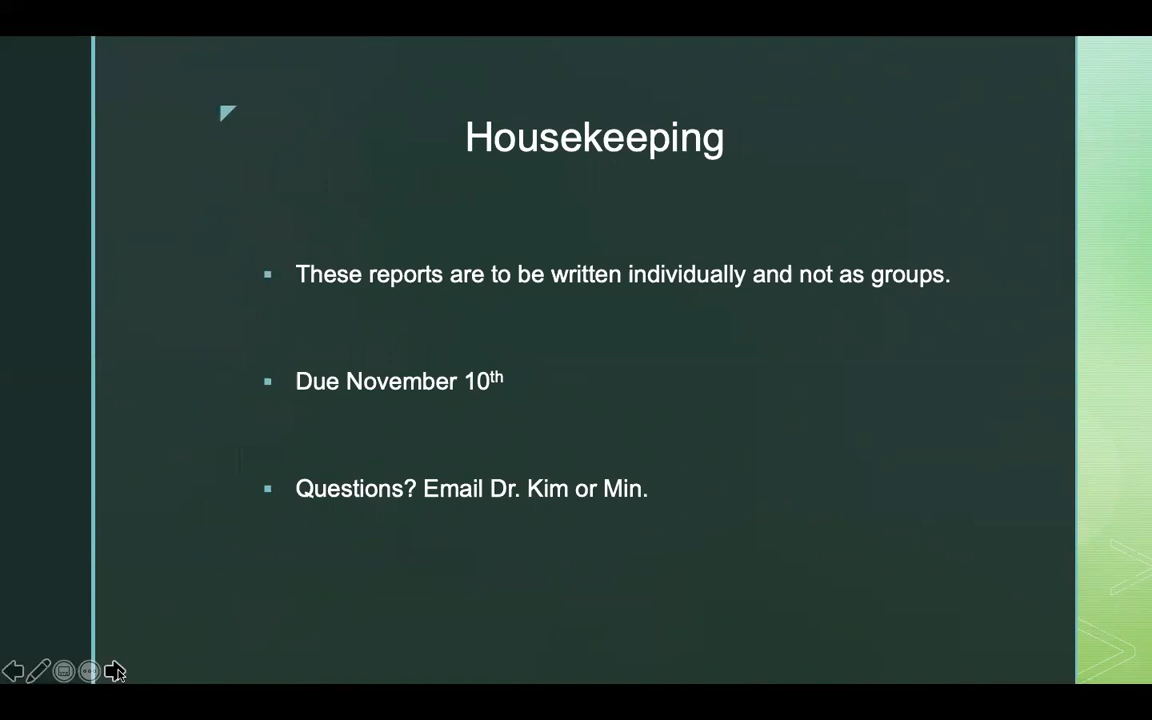 Housekeeping
These reports are to be written individually and not as groups.
Due November 10th
Questions? Email Dr. Kim or Min.